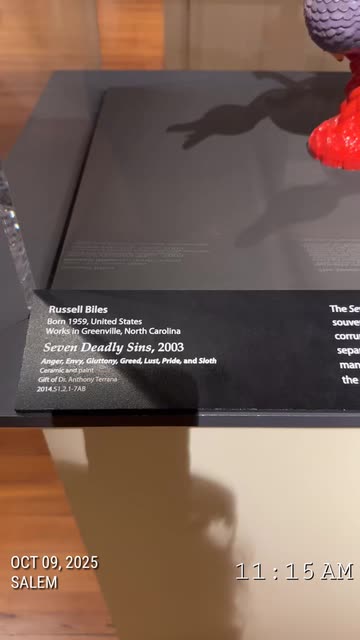 Russell Biles
Born 1959, United States
Works in Greenville, North Carolina
Seven Deadly Sins, 2003
Anger, Envy, Gluttony, Greed, Lust, Pride, and Sloth
Ceramic and paint
Gift of Dr. Anthony Terrana
2014.51.2.1-7AB
The Se
souve
corru
sepa
man
the
OCT 09, 2025
SALEM
11:15 AM